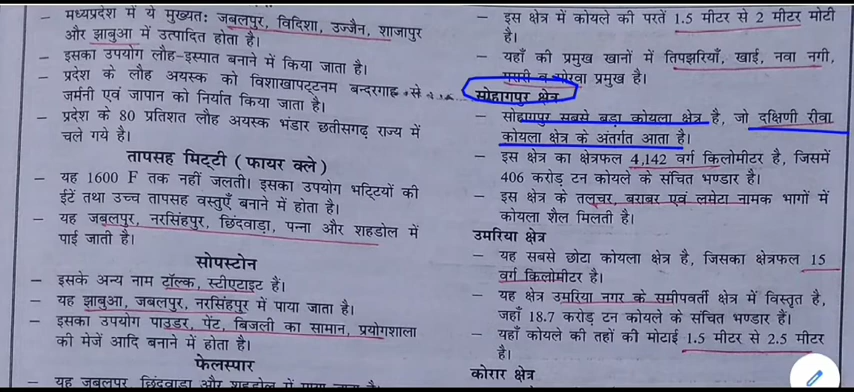 - मध्यप्रदेश में ये मुख्यतः जबलपुर, विदिशा, उज्जैन, शाजापुर
और झाबुआ में उत्पादित होता है।
- इसका उपयोग लौह-इस्पात बनाने में किया जाता है।
- प्रदेश के लौह अयस्क को विशाखापट्टनम बन्दरगाह से
जर्मनी एवं जापान को निर्यात किया जाता है।
- प्रदेश के 80 प्रतिशत लौह अयस्क भंडार छतीसगढ़ राज्य में
चले गये है।
तापसह मिट्टी (फायर क्ले)
- यह 1600 F तक नहीं जलती। इसका उपयोग भट्टियों की
ईटें तथा उच्च तापसह वस्तुएँ बनाने में होता है।
- यह जबलपुर, नरसिंहपुर, छिंदवाड़ा, पन्ना और शहडोल में
पाई जाती है।
सोपस्टोन
- इसके अन्य नाम टॉल्क, स्टीएटाइट हैं।
- यह झाबुआ, जबलपुर, नरसिंहपुर में पाया जाता है।
- इसका उपयोग पाउडर, पेंट, बिजली का सामान, प्रयोगशाला
की मेजें आदि बनाने में होता है।
फेलस्पार
- यह जबलपुर, छिंदवाड़ा और शहडोल में पाया जाता है।
- इस क्षेत्र में कोयले की परतें 1.5 मीटर से 2 मीटर मोटी
है।
- यहाँ की प्रमुख खानों में तिपझरियाँ, खाई, नवा नगी,
व प्रमुख है।
सोहागपुर क्षेत्र
- सोहागपुर सबसे बड़ा कोयला क्षेत्र है, जो दक्षिणी रीवा
कोयला क्षेत्र के अंतर्गत आता है।
- इस क्षेत्र का क्षेत्रफल 4,142 वर्ग किलोमीटर है, जिसमें
406 करोड़ टन कोयले के संचित भण्डार है।
- इस क्षेत्र के तलचर, बराबर एवं लमेटा नामक भागों में
कोयला शैल मिलती है।
उमरिया क्षेत्र
- यह सबसे छोटा कोयला क्षेत्र है, जिसका क्षेत्रफल 15
वर्ग किलोमीटर है।
- यह क्षेत्र उमरिया नगर के समीपवर्ती क्षेत्र में विस्तृत है,
जहाँ 18.7 करोड़ टन कोयले के संचित भण्डार हैं।
- यहाँ कोयले की तहों की मोटाई 1.5 मीटर से 2.5 मीटर
है।
कोरार क्षेत्र